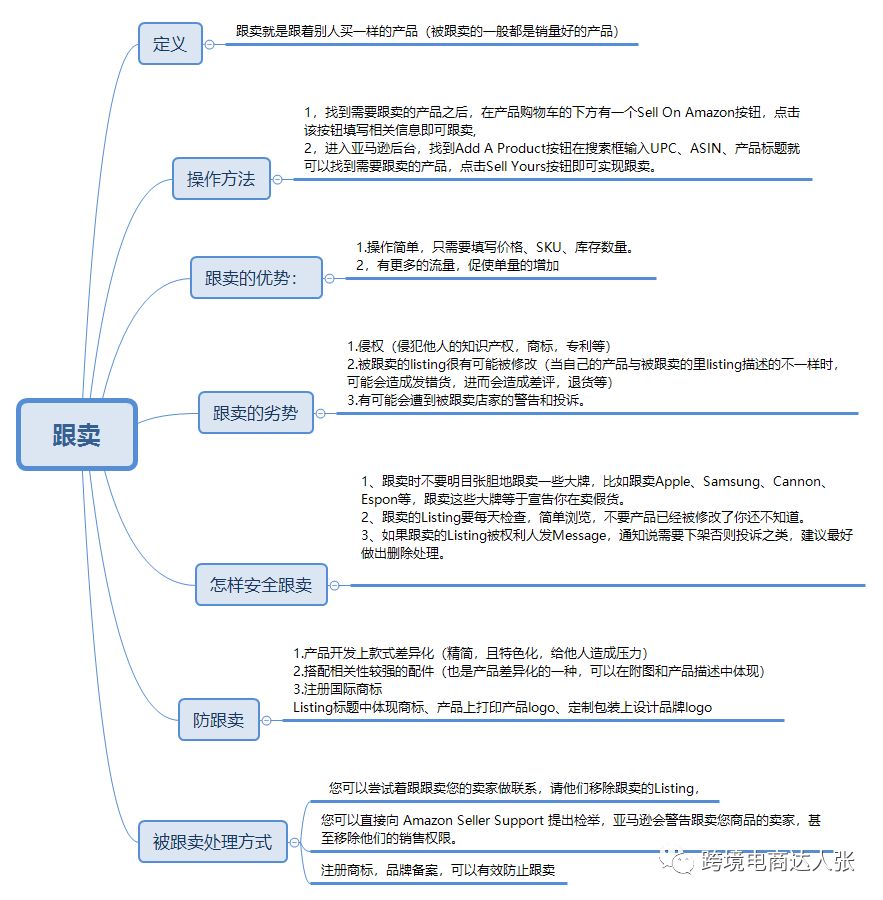 定义
跟卖就是跟着别人买一样的产品（被跟卖的一般都是销量好的产品）
操作方法
1，找到需要跟卖的产品之后，在产品购物车的下方有一个Sell On Amazon按钮，点击
该按钮填写相关信息即可跟卖,
2，进入亚马逊后台，找到Add A Product按钮在搜索框输入UPC、ASIN、产品标题就
可以找到需要跟卖的产品，点击Sell Yours按钮即可实现跟卖。
跟卖的优势：
1.操作简单，只需要填写价格、SKU、库存数量。
2，有更多的流量，促使单量的增加
跟卖的劣势
1.侵权（侵犯他人的知识产权，商标，专利等）
2.被跟卖的listing很有可能被修改（当自己的产品与被跟卖的里listing描述的不一样时，
可能会造成发错货，进而会造成差评，退货等）
3.有可能会遭到被跟卖店家的警告和投诉。
跟卖
怎样安全跟卖
1、跟卖时不要明目张胆地跟卖一些大牌，比如跟卖Apple、Samsung、Cannon、
Espon等，跟卖这些大牌等于宣告你在卖假货。
2、跟卖的Listing要每天检查，简单浏览，不要产品已经被修改了你还不知道。
3、如果跟卖的Listing被权利人发Message，通知说需要下架否则投诉之类，建议最好
做出删除处理。
防跟卖
1.产品开发上款式差异化（精简，且特色化，给他人造成压力）
2.搭配相关性较强的配件（也是产品差异化的一种，可以在附图和产品描述中体现）
3.注册国际商标
Listing标题中体现商标、产品上打印产品logo、定制包装上设计品牌logo
被跟卖处理方式
您可以尝试着跟跟卖您的卖家做联系，请他们移除跟卖的Listing，
您可以直接向 Amazon Seller Support 提出检举，亚马逊会警告跟卖您商品的卖家，甚
至移除他们的销售权限。
注册商标，品牌备案，可以有效防止跟卖
跨境电商达人张